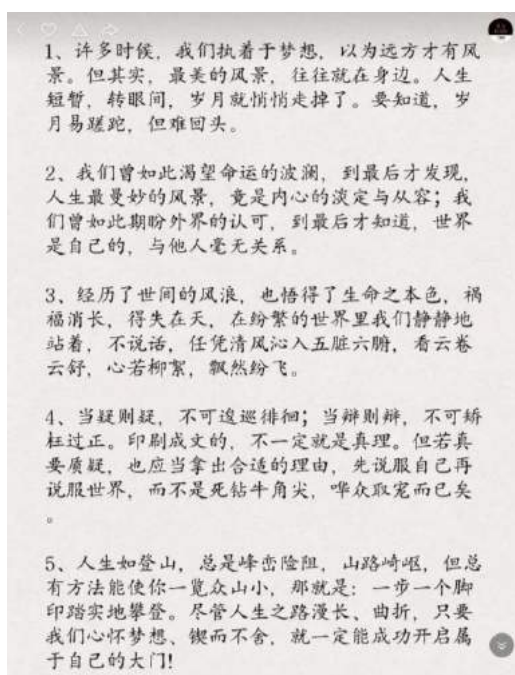 1、许多时候，我们执着于梦想，以为远方才有风
景。但其实，最美的风景，往往就在身边。人生
短暂，转眼间，岁月就悄悄走掉了。要知道，岁
月易蹉跎，但难回头。
2、我们曾如此渴望命运的波澜，到最后才发现，
人生最曼妙的风景，竟是内心的淡定与从容；我
们曾如此期盼外界的认可，到最后才知道，世界
是自己的，与他人毫无关系。
3、经历了世间的风浪，也悟得了生命之本色，祸
福消长，得失在天，在纷繁的世界里我们静静地
站着，不说话，任凭清风沁入五脏六腑，看云卷
云舒，心若柳絮，飘然纷飞。
4、当疑则疑，不可逡巡徘徊；当辩则辩，不可矫
枉过正。印刷成文的，不一定就是真理。但若真
要质疑，也应当拿出合适的理由，先说服自己再
说服世界，而不是死钻牛角尖，哗众取宠而已矣
。
5、人生如登山，总是峰峦险阻，山路崎岖，但总
有方法能使你一览众山小，那就是：一步一个脚
印踏实地攀登。尽管人生之路漫长、曲折，只要
我们心怀梦想、锲而不舍，就一定能成功开启属
于自己的大门!